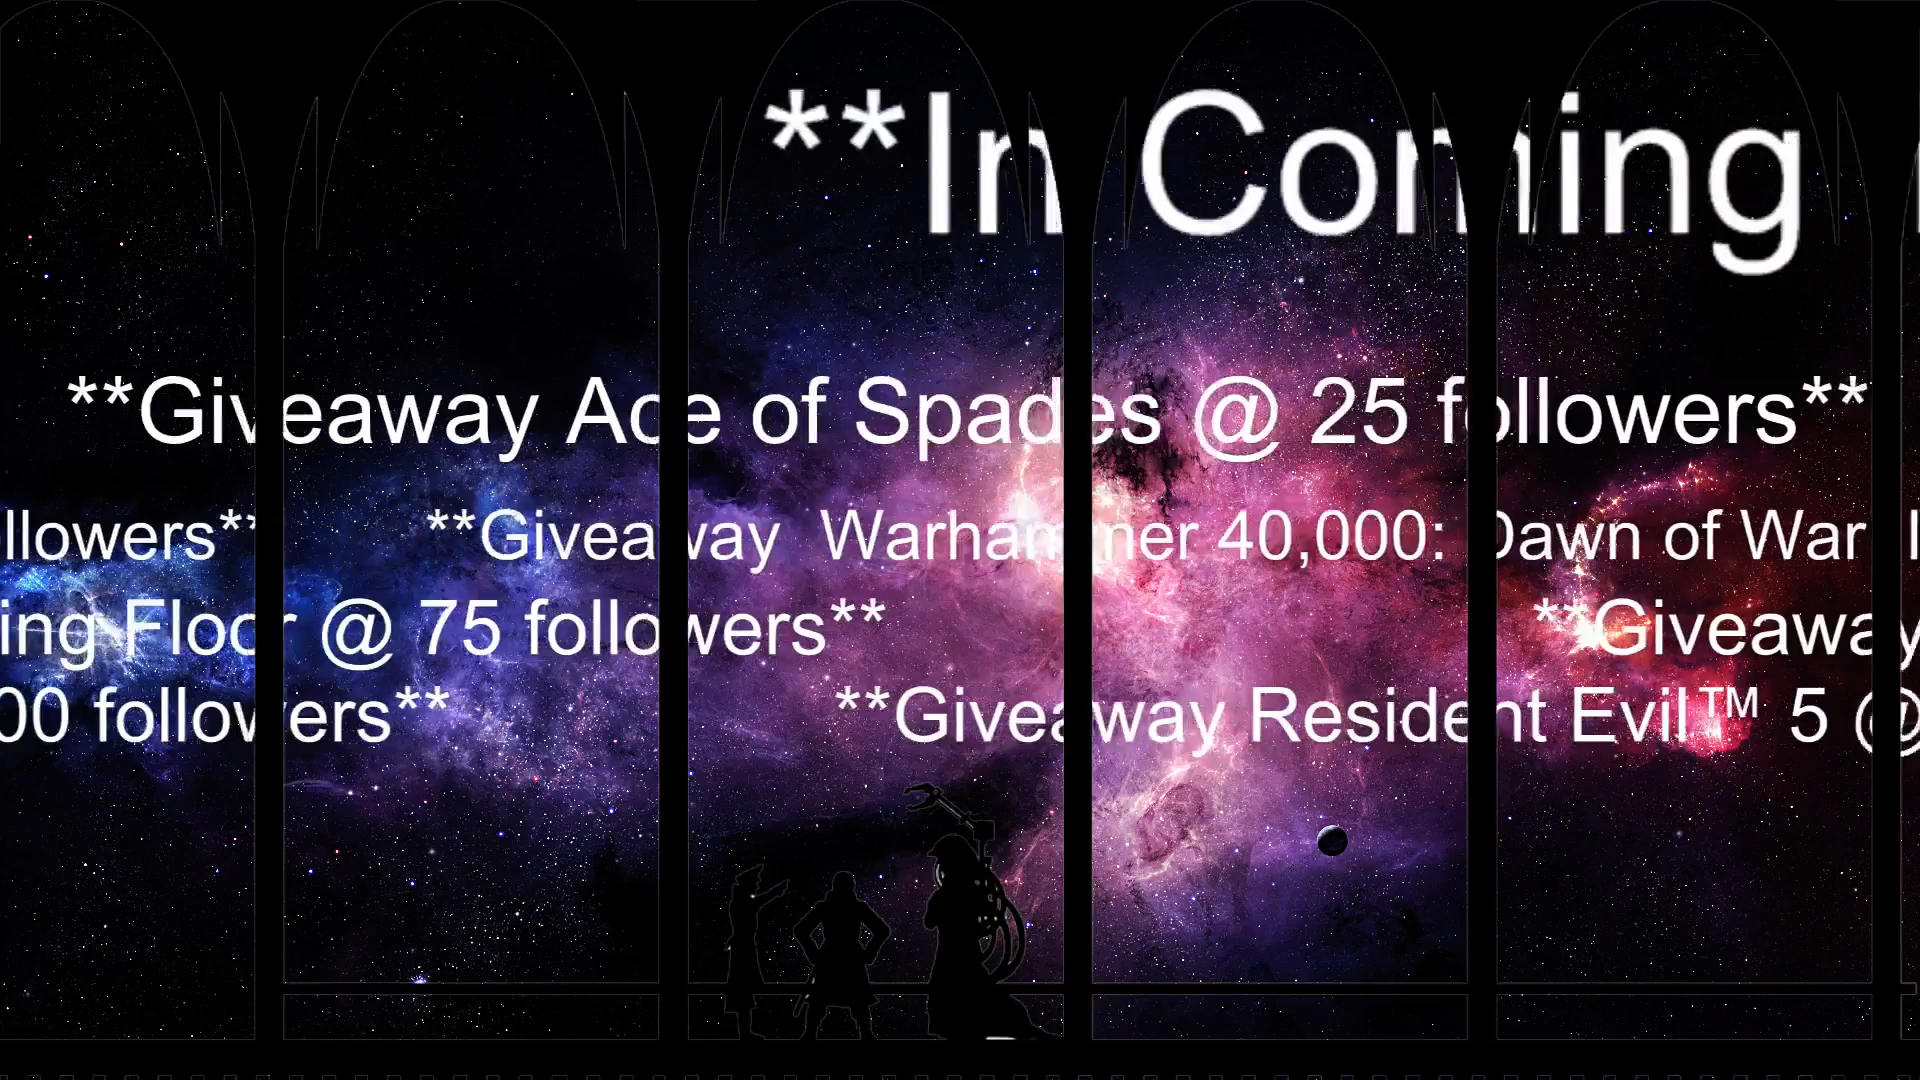 **In Coming
**Giveaway Ace of Spades @ 25 followers**
llowers** **Giveaway Warhammer 40,000: Dawn of War
ing Floor @ 75 followers** **Giveaway
00 followers** **Giveaway Resident Evil™ 5 @